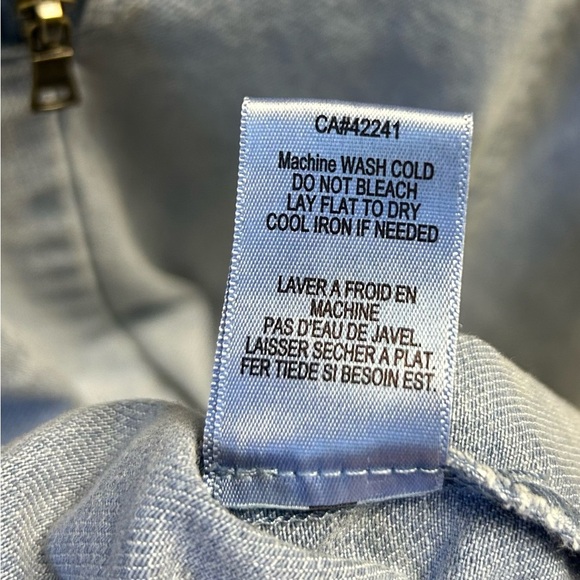 CA#42241
Machine WASH COLD
DO NOT BLEACH
LAY FLAT TO DRY
COOL IRON IF NEEDED
LAVER A FROID EN
MACHINE
PAS D'EAU DE JAVEL.
LAISSER SECHER A PLAT.
FER TIEDE SI BESOIN EST.